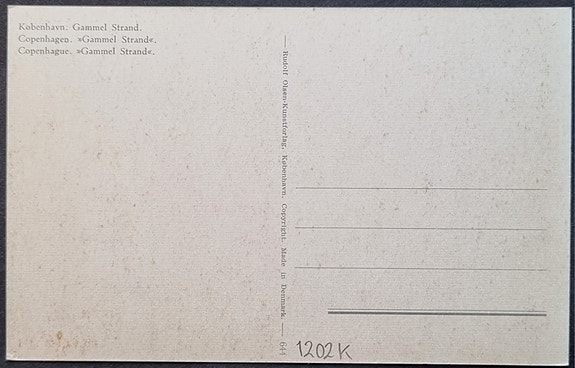 København. Gammel Strand.
Copenhagen. »Gammel Strand«.
Copenhague. »Gammel Strand«.
— Rudolf Olsen-Kunstforlag, København. Copyright. Made in Denmark. — 644
1202K